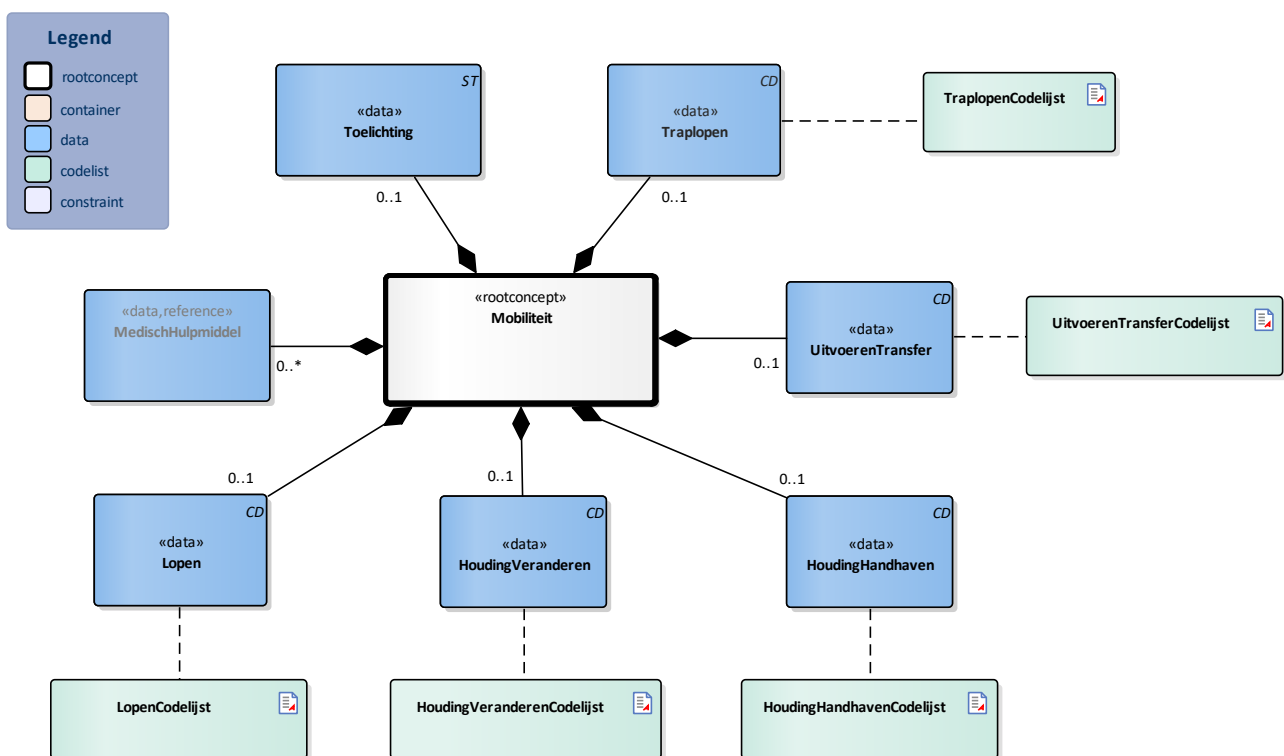 Legend
rootconcept
container
data
codelist
constraint
ST
«data»
Toelichting
0..1
CD
«data»
Traplopen
0..1
TraplopenCodelijst
«data,reference»
MedischHulpmiddel
0..*
«rootconcept»
Mobiliteit
CD
«data»
UitvoerenTransfer
0..1
UitvoerenTransferCodelijst
0..1
CD
«data»
Lopen
0..1
CD
«data»
HoudingVeranderen
0..1
CD
«data»
HoudingHandhaven
LopenCodelijst
HoudingVeranderenCodelijst
HoudingHandhavenCodelijst